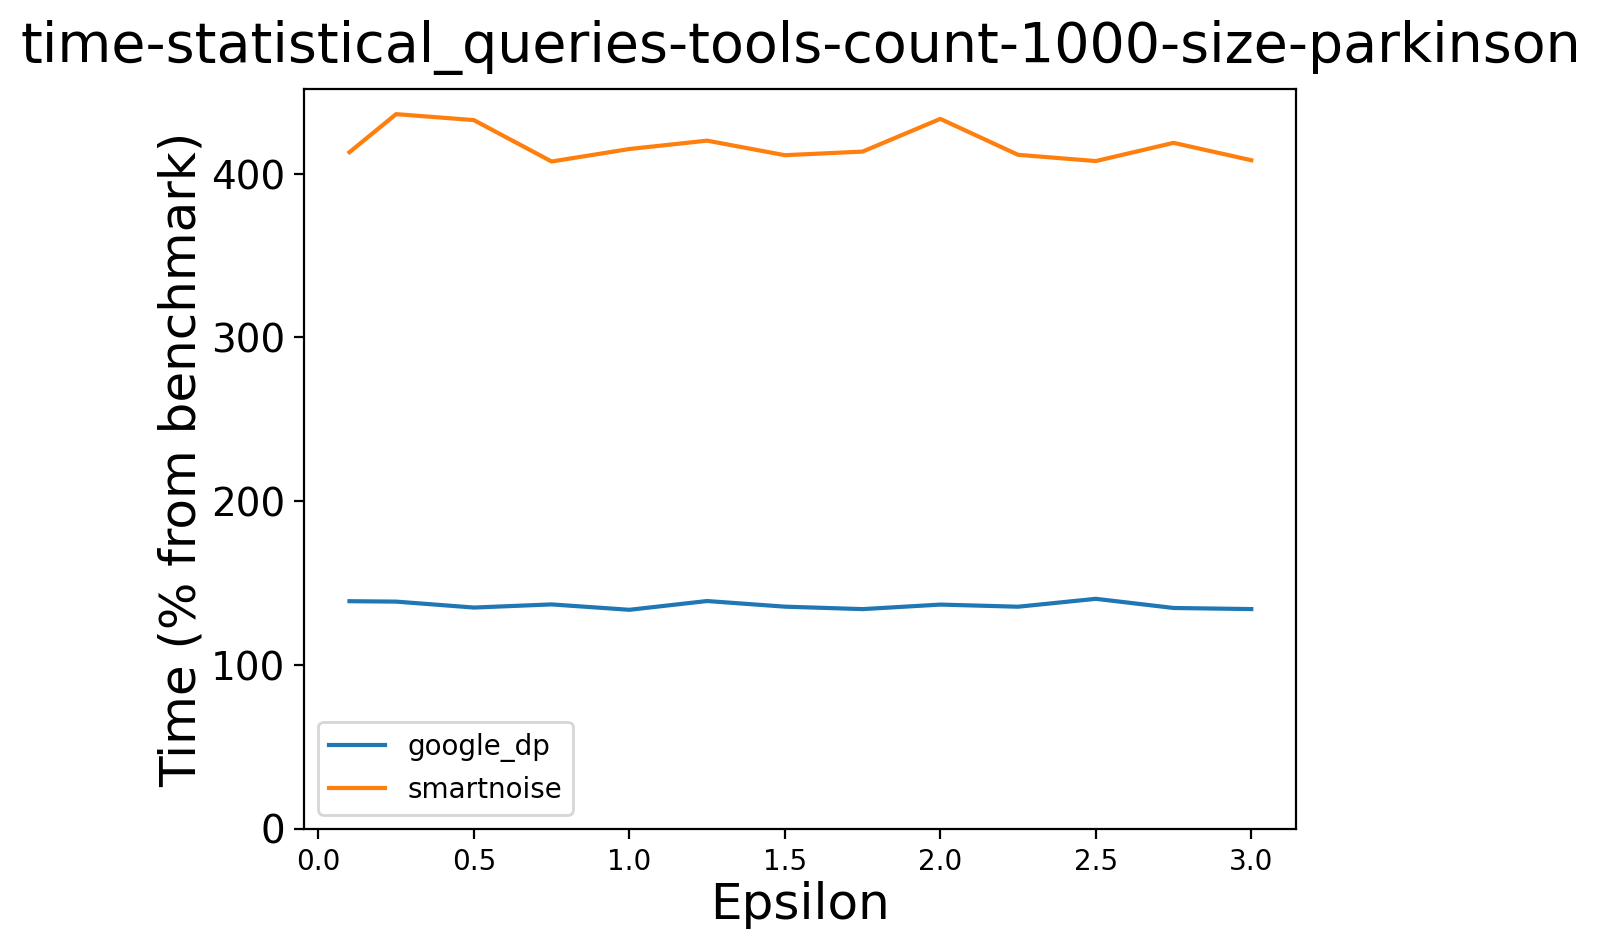 time-statistical_queries-tools-count-1000-size-parkinson
Time (% from benchmark)
400
300
200
100
0
google_dp
smartnoise
0.0 0.5 1.0 1.5 2.0 2.5 3.0
Epsilon